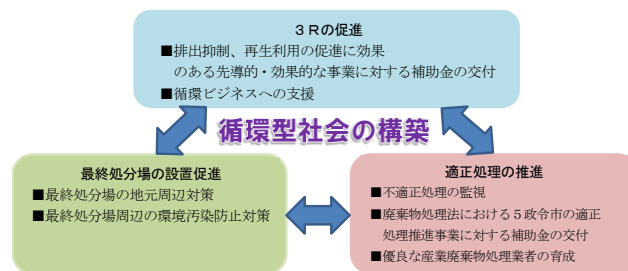 ３Ｒの促進
■排出抑制、再生利用の促進に効果
のある先導的・効果的な事業に対する補助金の交付
■循環ビジネスへの支援
循環型社会の構築
最終処分場の設置促進
■最終処分場の地元周辺対策
■最終処分場周辺の環境汚染防止対策
適正処理の推進
■不適正処理の監視
■廃棄物処理法における５政令市の適正
処理推進事業に対する補助金の交付
■優良な産業廃棄物処理業者の育成